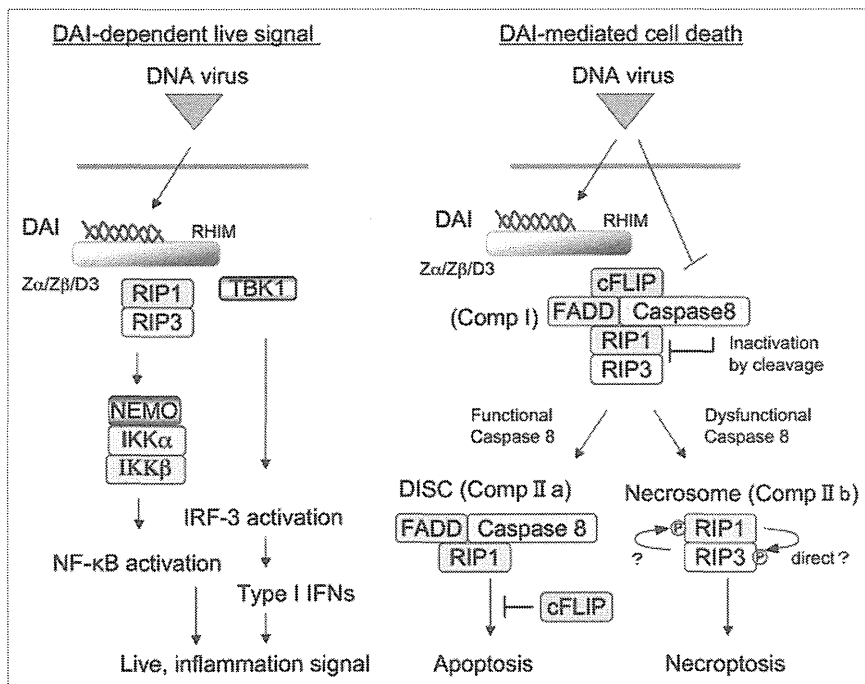 DAI-dependent live signal
DNA virus
DAI
RHIM
Zα/Zβ/D3
RIP1
RIP3
TBK1
NEMO
IKKα
IKKβ
IRF-3 activation
NF-κB activation
Type I IFNs
Live, inflammation signal
DAI-mediated cell death
DNA virus
DAI
RHIM
Zα/Zβ/D3
cFLIP
(Comp I)
FADD Caspase8
RIP1
RIP3
Inactivation
by cleavage
Functional
Caspase 8
Dysfunctional
Caspase 8
DISC (Comp Ⅱ a)
FADD Caspase 8
RIP1
cFLIP
Apoptosis
Necrosome (Comp Ⅱ b)
P RIP1
RIP3 P
?
direct ?
Necroptosis